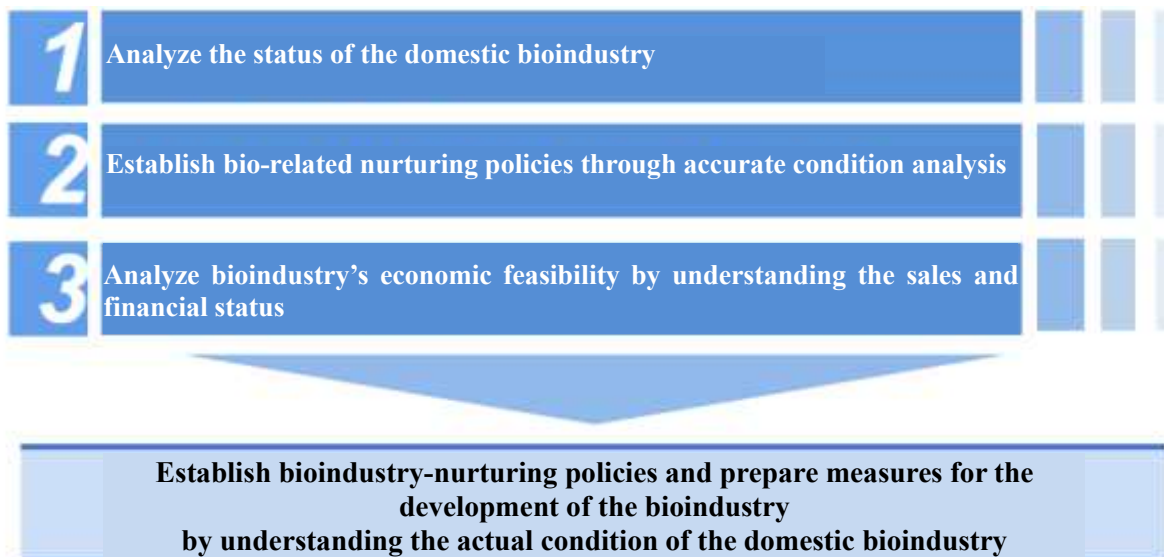 1
Analyze the status of the domestic bioindustry
2
Establish bio-related nurturing policies through accurate condition analysis
3
Analyze bioindustry’s economic feasibility by understanding the sales and
financial status
Establish bioindustry-nurturing policies and prepare measures for the
development of the bioindustry
by understanding the actual condition of the domestic bioindustry